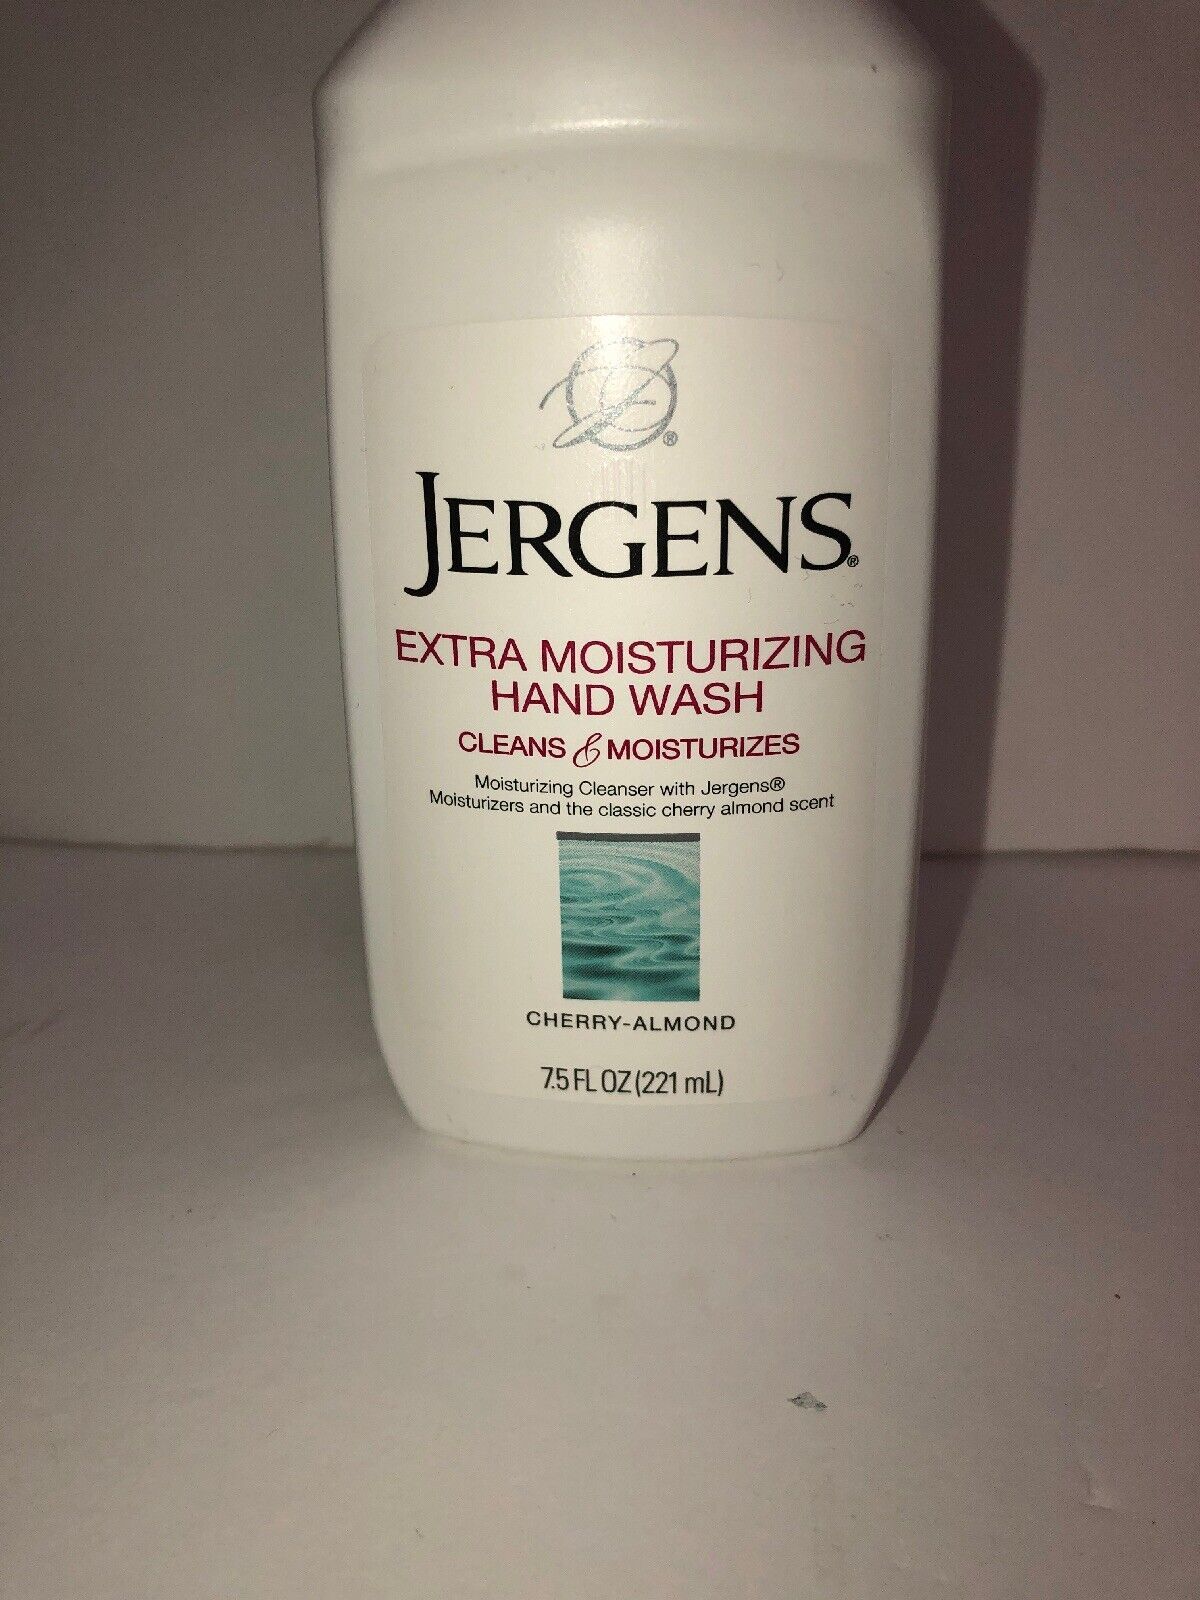 ®
JERGENS®
EXTRA MOISTURIZING
HAND WASH
CLEANS & MOISTURIZES
Moisturizing Cleanser with Jergens®
Moisturizers and the classic cherry almond scent
CHERRY-ALMOND
7.5 FL OZ (221 mL)